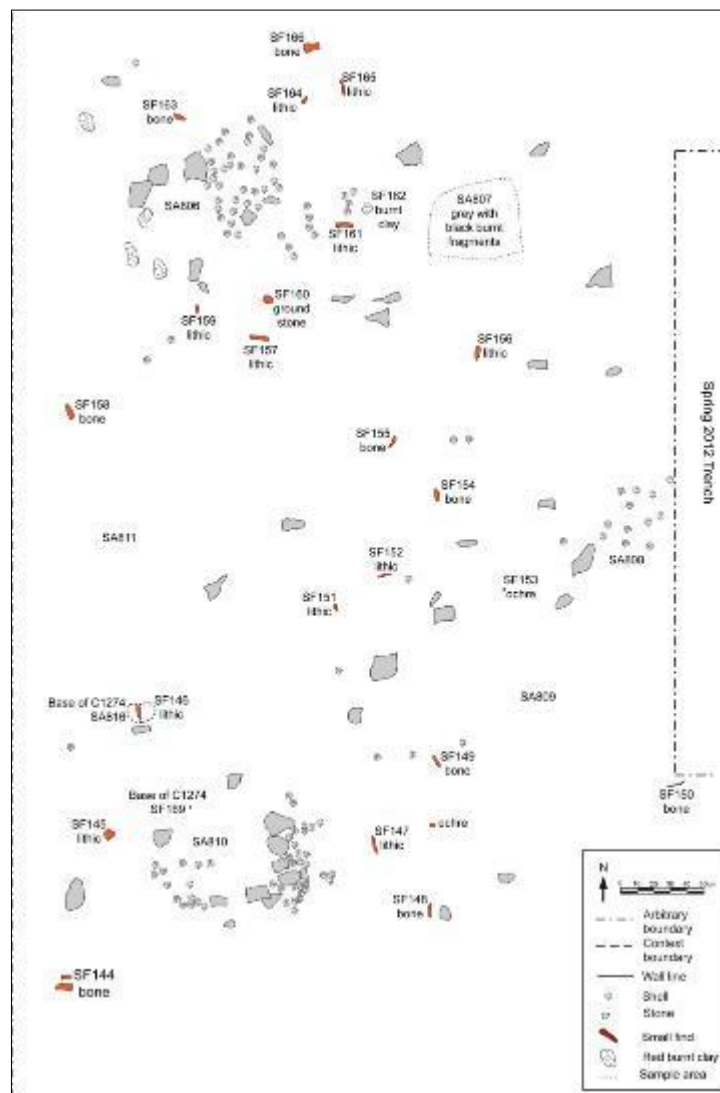 SF166
bone
SF165
lithic
SF164
lithic
SF163
bone
SA606
SF162
burnt
clay
SF161
lithic
SA807
grey with
black burnt
fragments
SF160
ground
stone
SF159
lithic
SF157
lithic
SF156
lithic
SF158
bone
SF155
bone
SF154
bone
Spring 2012 Trench
SA811
SF152
lithic
SA808
SF153
ochre
SF151
lithic
SA809
Base of C1274
SA816
SF146
lithic
SF149
bone
SF150
bone
Base of C1274
SF169
SF145
lithic
SA810
SF147
lithic
ochre
SF148
bone
SF144
bone
N
Arbitrary
boundary
Context
boundary
Wall line
Shell
Stone
Small find
Red burnt clay
Sample area